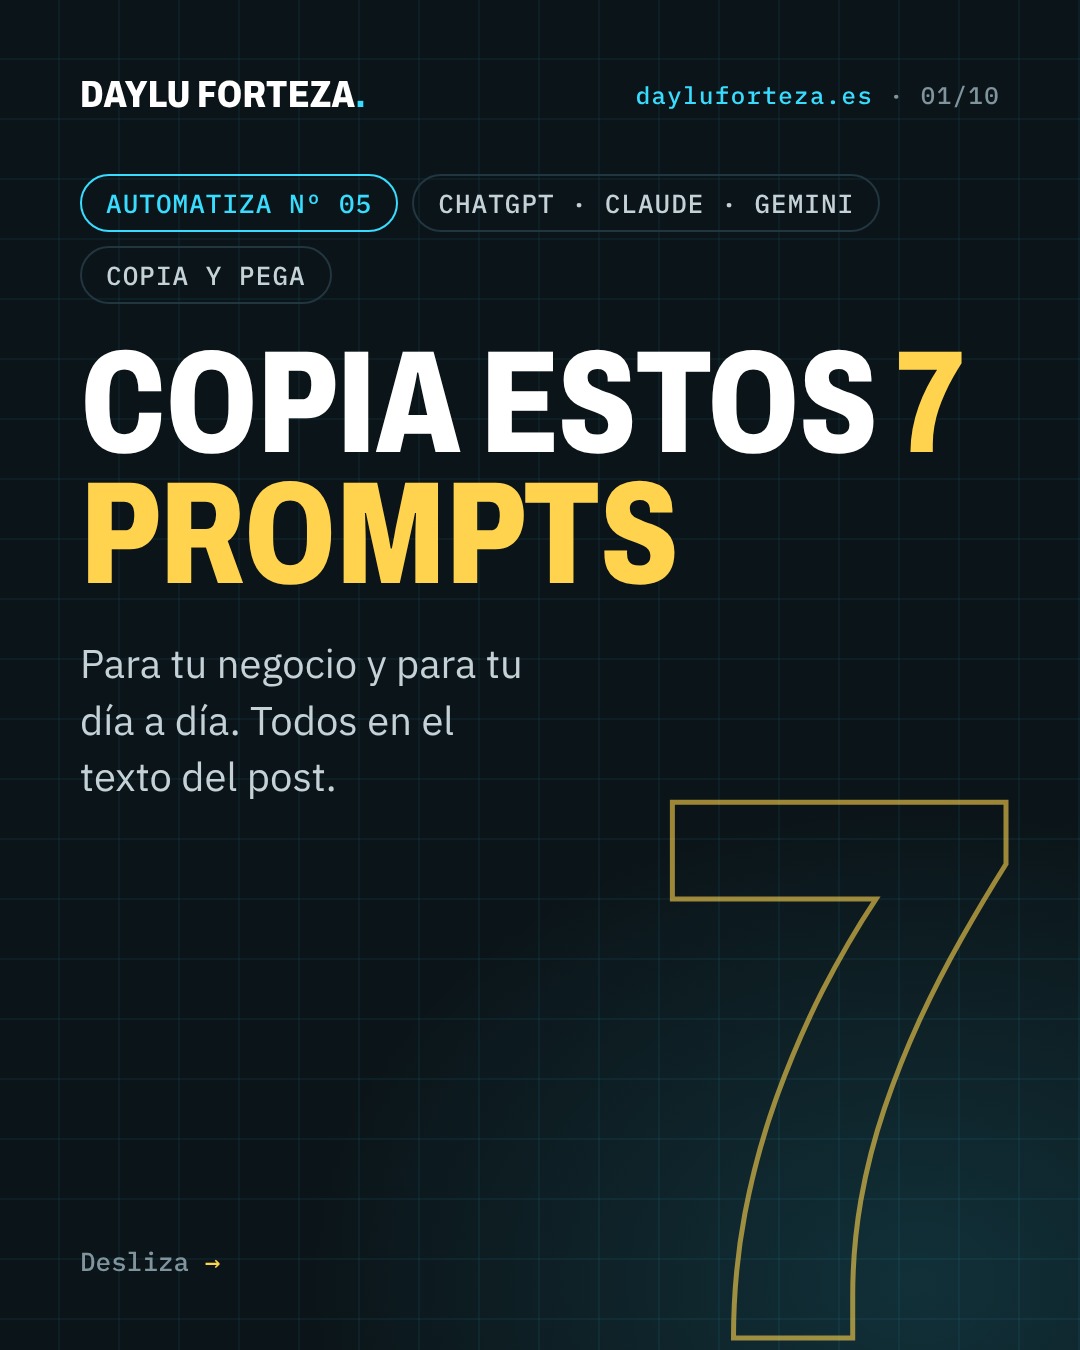 DAYLU FORTEZA.
dayluforteza.es · 01/10
AUTOMATIZA Nº 05
CHATGPT · CLAUDE · GEMINI
COPIA Y PEGA
COPIA ESTOS 7
PROMPTS
Para tu negocio y para tu
día a día. Todos en el
texto del post.
7
Desliza →